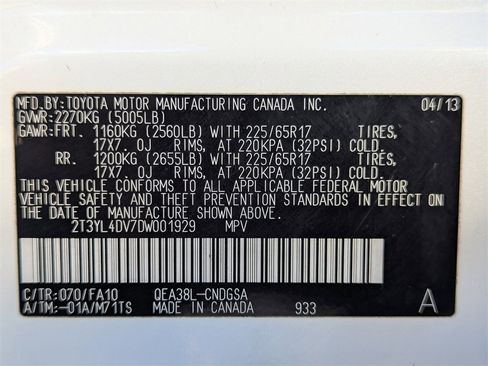 MFD.BY:TOYOTA MOTOR MANUFACTURING CANADA INC. 04/13
GVWR:2270KG (5005LB)
GAWR:FRT. 1160KG (2560LB) WITH 225/65R17 TIRES,
17X7.0J RIMS, AT 220KPA (32PSI) COLD.
RR. 1200KG (2655LB) WITH 225/65R17 TIRES,
17X7.0J RIMS, AT 220KPA (32PSI) COLD.
THIS VEHICLE CONFORMS TO ALL APPLICABLE FEDERAL MOTOR
VEHICLE SAFETY AND THEFT PREVENTION STANDARDS IN EFFECT ON
THE DATE OF MANUFACTURE SHOWN ABOVE.
2T3YL4DV7DW001929 MPV
C/TR:070/FA10 QEA38L-CNDGSA
A/TM:-01A/M71TS MADE IN CANADA 933 A